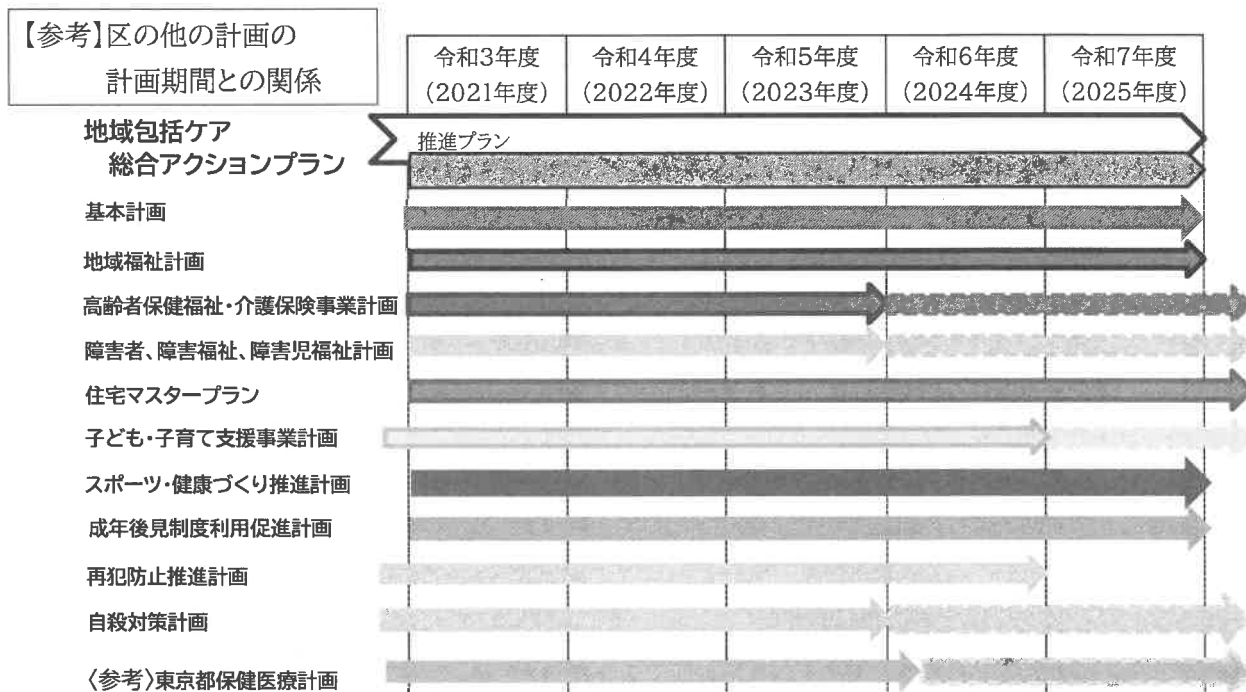 【参考】区の他の計画の
計画期間との関係
令和3年度
(2021年度)
令和4年度
(2022年度)
令和5年度
(2023年度)
令和6年度
(2024年度)
令和7年度
(2025年度)
地域包括ケア
総合アクションプラン
推進プラン
基本計画
地域福祉計画
高齢者保健福祉・介護保険事業計画
障害者、障害福祉、障害児福祉計画
住宅マスタープラン
子ども・子育て支援事業計画
スポーツ・健康づくり推進計画
成年後見制度利用促進計画
再犯防止推進計画
自殺対策計画
〈参考〉東京都保健医療計画